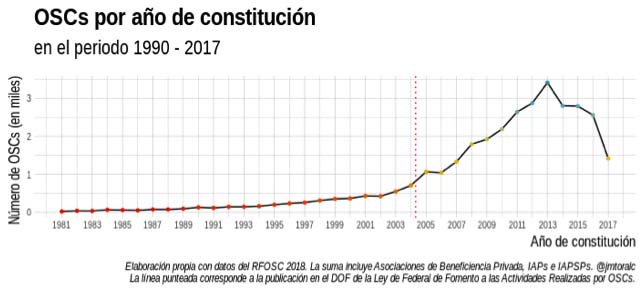 OSCs por año de constitución
en el periodo 1990 - 2017
Número de OSCs (en miles)
3
2
1
0
1981 1983 1985 1987 1989 1991 1993 1995 1997 1999 2001 2003 2005 2007 2009 2011 2013 2015 2017
Año de constitución
Elaboración propia con datos del RFOSC 2018. La suma incluye Asociaciones de Beneficiencia Privada, IAPs e IAPSPs. @jmtoralc
La línea punteada corresponde a la publicación en el DOF de la Ley de Federal de Fomento a las Actividades Realizadas por OSCs.